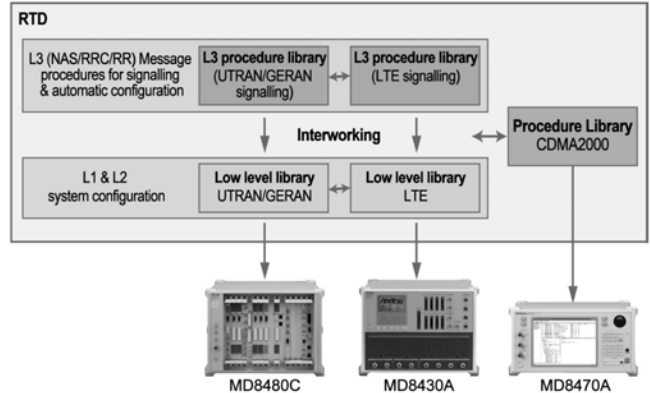 RTD
L3 (NAS/RRC/RR) Message
procedures for signalling
& automatic configuration
L3 procedure library
(UTRAN/GERAN
signalling)
L3 procedure library
(LTE signalling)
Interworking
Procedure Library
CDMA2000
L1 & L2
system configuration
Low level library
UTRAN/GERAN
Low level library
LTE
Anritsu
MD8480C
MD8430A
MD8470A